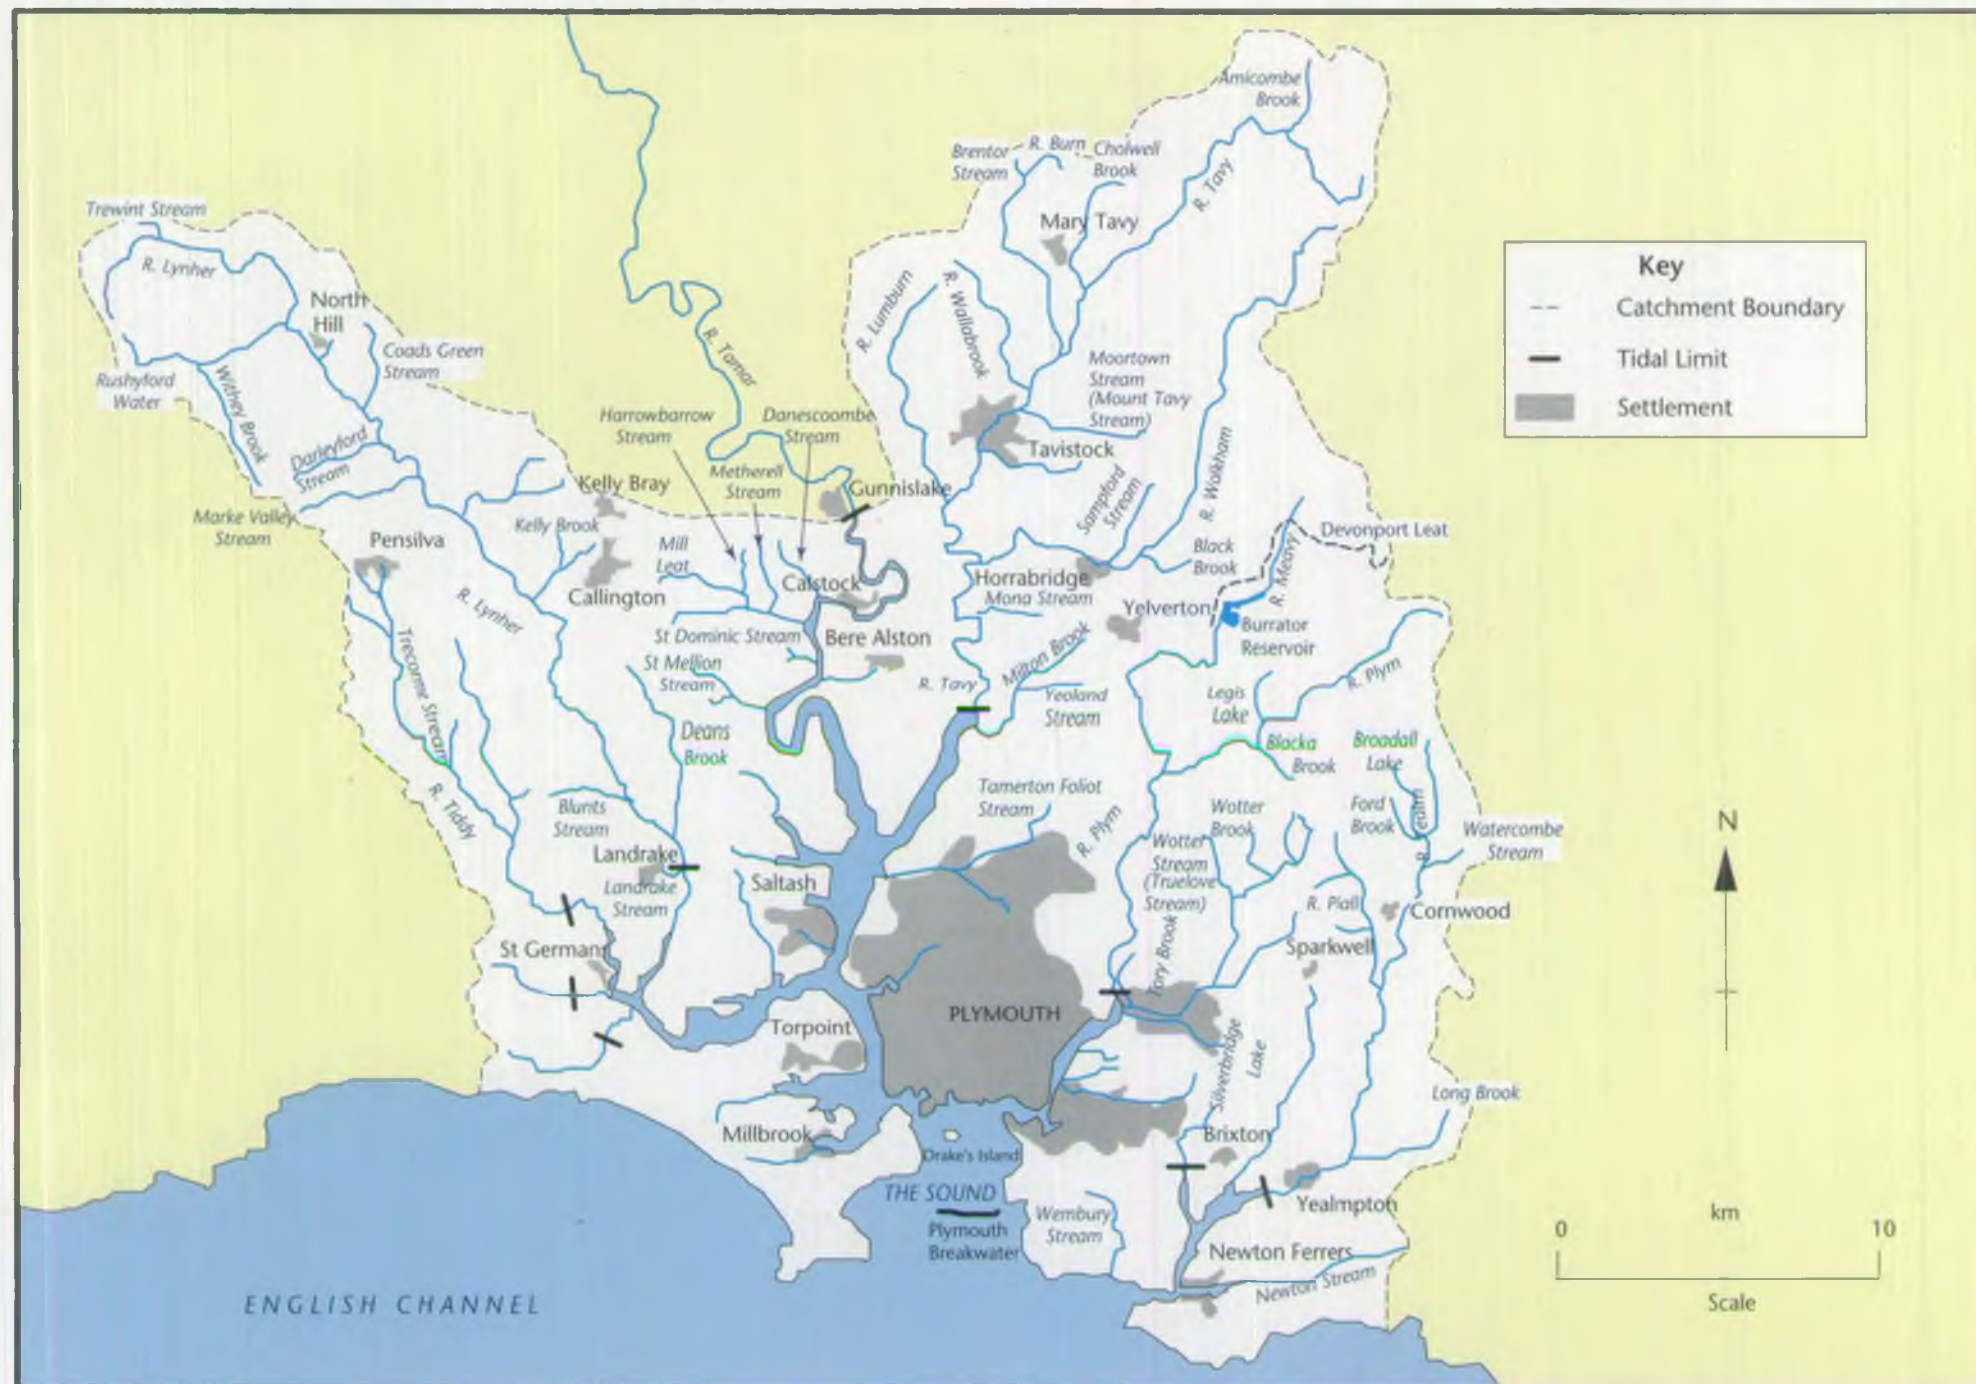 Amicombe
Brook
Brentor
Stream
R. Burn
Cholwell
Brook
R. Tavy
Mary Tavy
Trewint Stream
R. Lynher
North
Hill
Coads Green
Stream
Rushyford
Water
Withey Brook
Darleyford
Stream
Marke Valley
Stream
R. Tamar
R. Lumburn
R. Wallabrook
Moortown
Stream
(Mount Tavy
Stream)
Tavistock
Harrowbarrow
Stream
Danescoombe
Stream
Metherell
Stream
Kelly Bray
Gunnislake
Kelly Brook
Pensilva
Mill
Leat
Callington
Calstock
Sampford
Stream
R. Walkham
Black
Brook
Devonport Leat
R. Meavy
Horrabridge
Mona Stream
Yelverton
Burrator
Reservoir
R. Lynher
St Dominic Stream
Bere Alston
St Mellion
Stream
Trecorme Stream
R. Tavy
Milton Brook
Yeoland
Stream
Legis
Lake
R. Plym
Deans
Brook
Blacka
Brook
Broadall
Lake
R. Tiddy
Blunts
Stream
Tamerton Foliot
Stream
R. Plym
Wotter
Brook
Ford
Brook
R. Yealm
Watercombe
Stream
Wotter
Stream
(Truelove
Stream)
Landrake
Landrake
Stream
Saltash
R. Piall
Cornwood
St Germans
Tory Brook
Sparkwell
PLYMOUTH
Torpoint
Silverbridge
Lake
Long Brook
Millbrook
Brixton
Drake's Island
THE SOUND
Plymouth
Breakwater
Wembury
Stream
Yealmpton
Newton Ferrers
Newton Stream
ENGLISH CHANNEL
Key
Catchment Boundary
Tidal Limit
Settlement
N
km
0 10
Scale